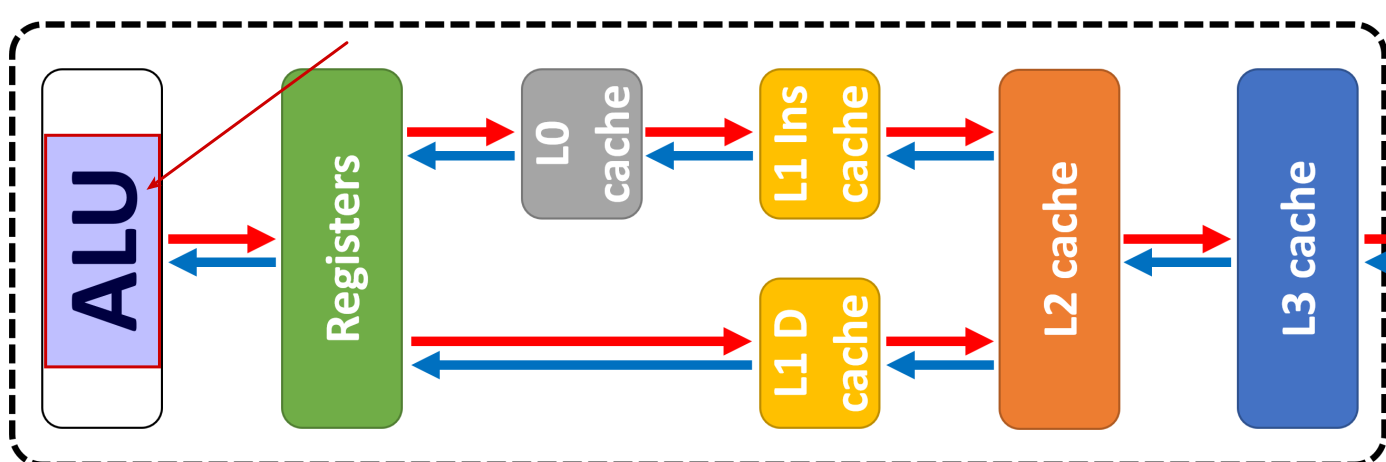 ALU
Registers
L0
cache
L1 Ins
cache
L1 D
cache
L2 cache
L3 cache